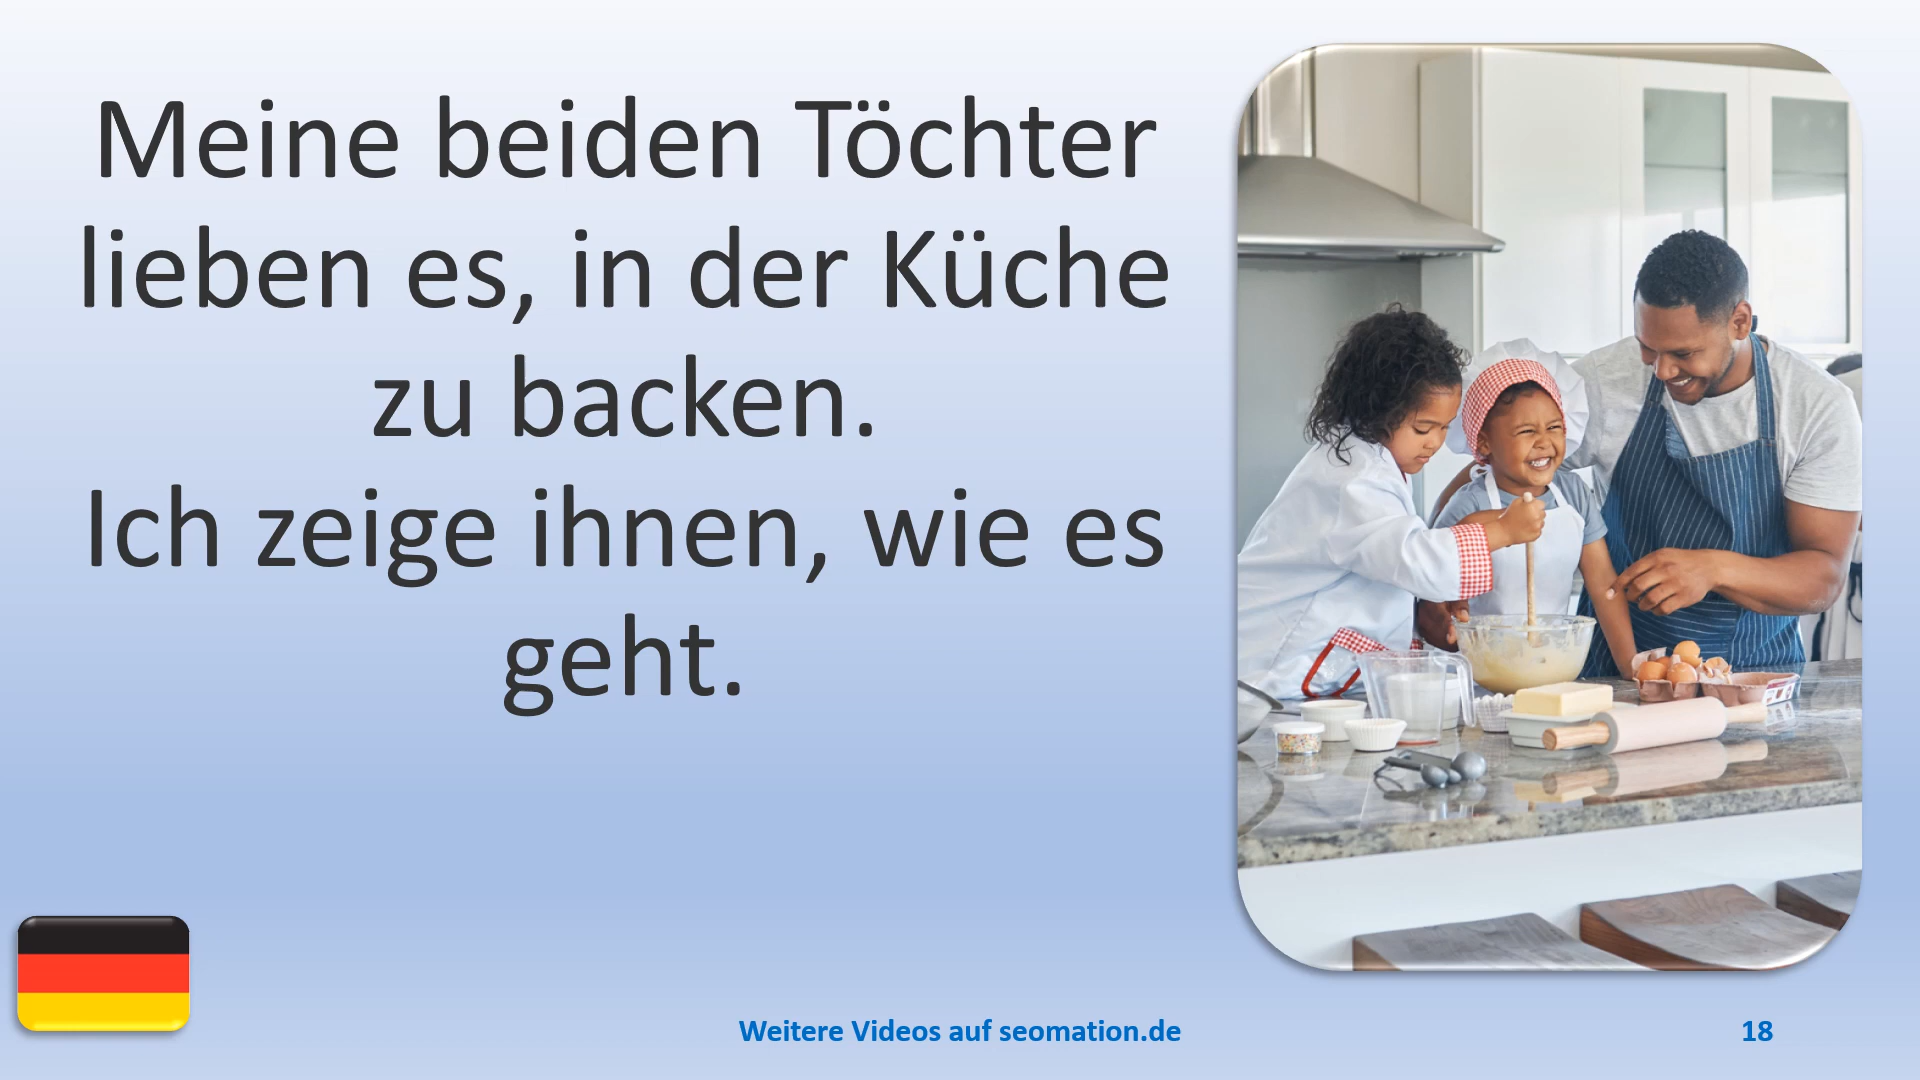 Meine beiden Töchter
lieben es, in der Küche
zu backen.
Ich zeige ihnen, wie es
geht.
Weitere Videos auf seomation.de
18